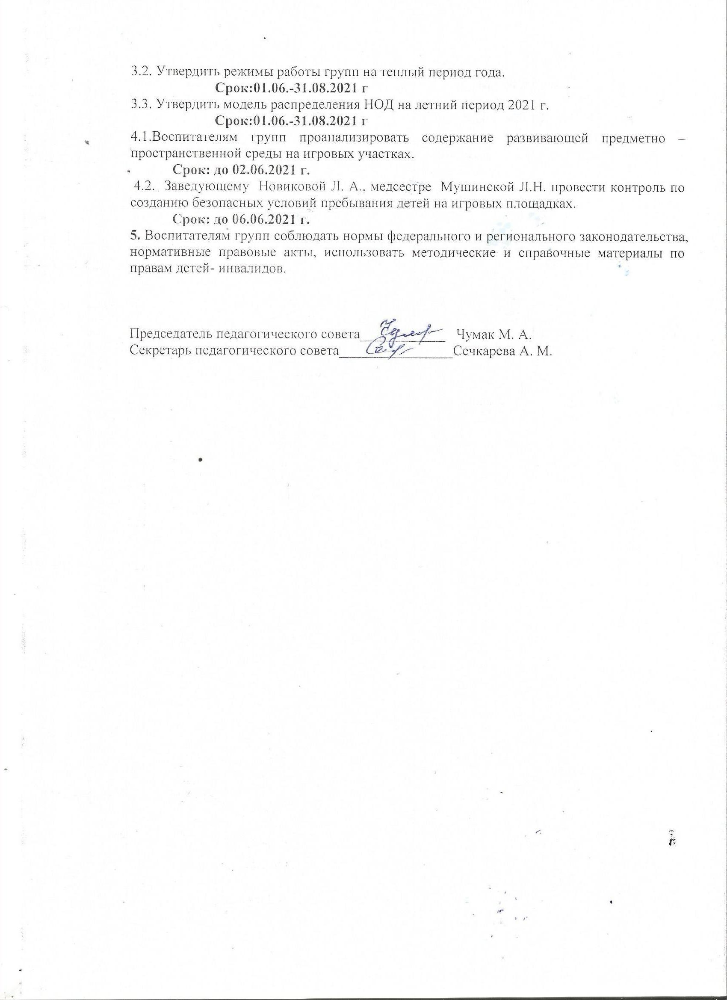 3.2. Утвердить режимы работы групп на теплый период года.
Срок:01.06.-31.08.2021 г
3.3. Утвердить модель распределения НОД на летний период 2021 г.
Срок:01.06.-31.08.2021 г
4.1.Воспитателям групп проанализировать содержание развивающей предметно –
пространственной среды на игровых участках.
Срок: до 02.06.2021 г.
4.2. Заведующему Новиковой Л. А., медсестре Мушинской Л.Н. провести контроль по
созданию безопасных условий пребывания детей на игровых площадках.
Срок: до 06.06.2021 г.
5. Воспитателям групп соблюдать нормы федерального и регионального законодательства,
нормативные правовые акты, использовать методические и справочные материалы по
правам детей- инвалидов.
Председатель педагогического совета____________ Чумак М. А.
Секретарь педагогического совета________________Сечкарева А. М.